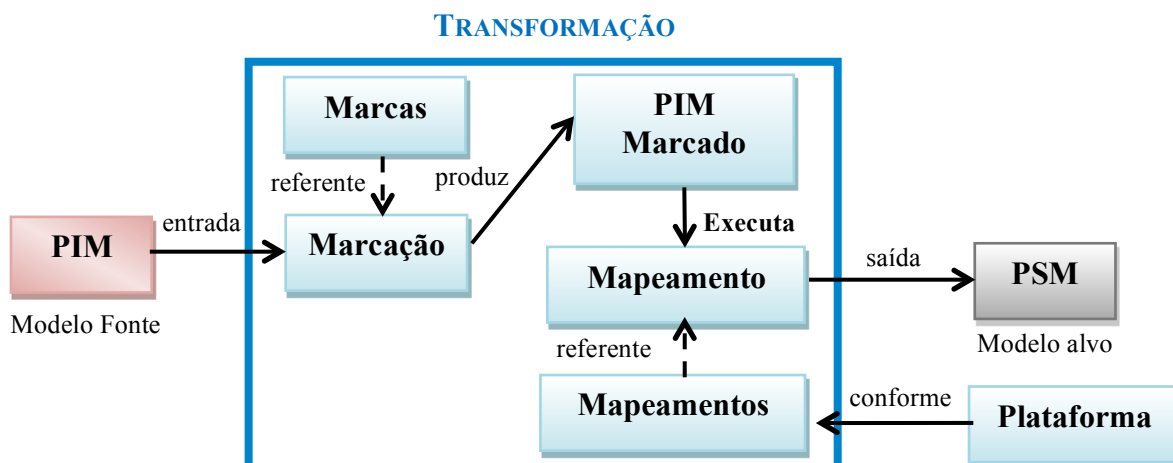 TRANSFORMAÇÃO
Marcas
PIM
Marcado
referente
produz
entrada
Executa
PIM
Marcação
Mapeamento
saída
PSM
Modelo Fonte
referente
Modelo alvo
Mapeamentos
conforme
Plataforma